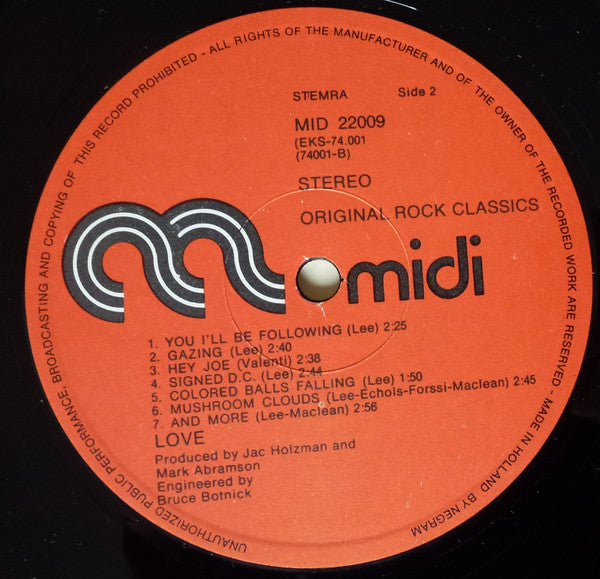 UNAUTHORIZED PUBLIC PERFORMANCE, BROADCASTING AND COPYING OF THIS RECORD PROHIBITED - ALL RIGHTS OF THE MANUFACTURER AND OF THE OWNER OF THE RECORDED WORK ARE RESERVED - MADE IN HOLLAND BY NEGRAM
STEMRA Side 2
MID 22009
(EKS-74.001
(74001-B)
STEREO
ORIGINAL ROCK CLASSICS
midi
1. YOU I'LL BE FOLLOWING (Lee) 2:25
2. GAZING (Lee) 2:40
3. HEY JOE (Valenti) 2:38
4. SIGNED D.C. (Lee) 2:44
5. COLORED BALLS FALLING (Lee) 1:50
6. MUSHROOM CLOUDS (Lee-Echols-Forssi-Maclean) 2:45
7. AND MORE (Lee-Maclean) 2:56
LOVE
Produced by Jac Holzman and
Mark Abramson
Engineered by
Bruce Botnick